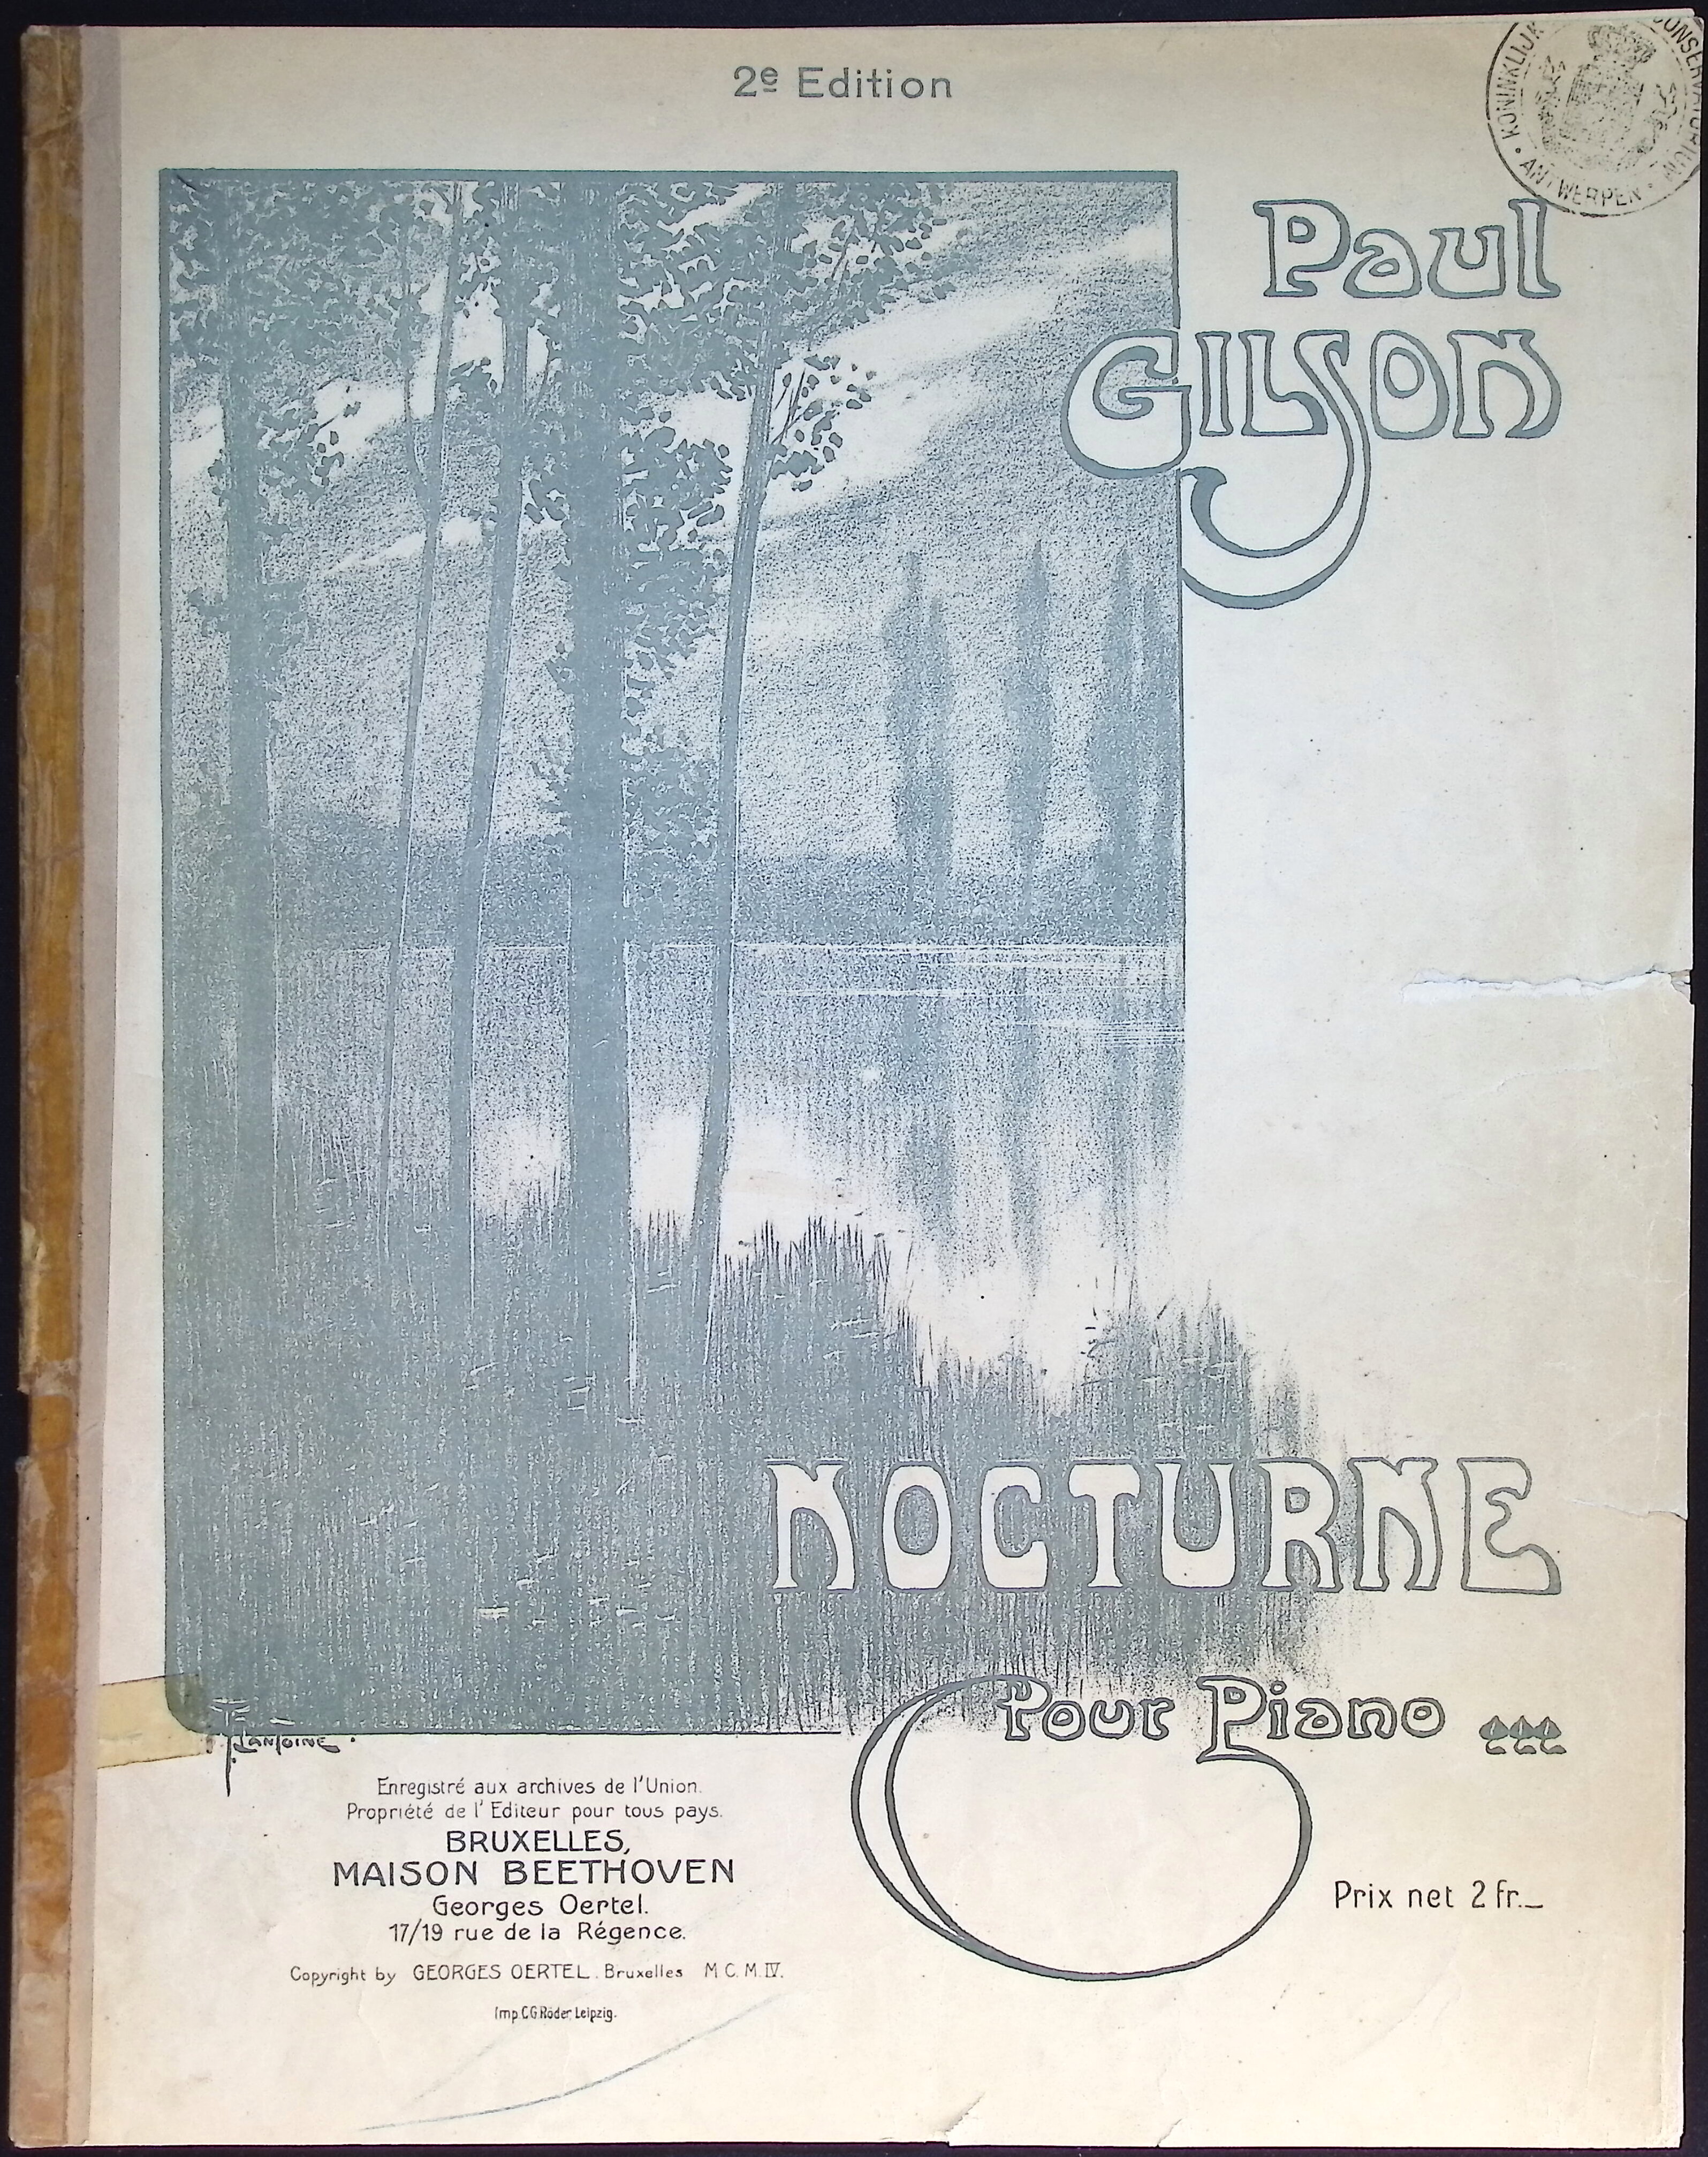 2e Edition
KONINKLIJK CONSERVATORIUM
• ANTWERPEN •
Paul
GILSON
NOCTURNE
Pour Piano
Enregistré aux archives de l'Union.
Propriété de l'Editeur pour tous pays.
BRUXELLES,
MAISON BEETHOVEN
Georges Oertel.
17/19 rue de la Régence.
Copyright by GEORGES OERTEL. Bruxelles M.C.M.IV.
Imp. C.G. Röder, Leipzig.
Prix net 2 fr._